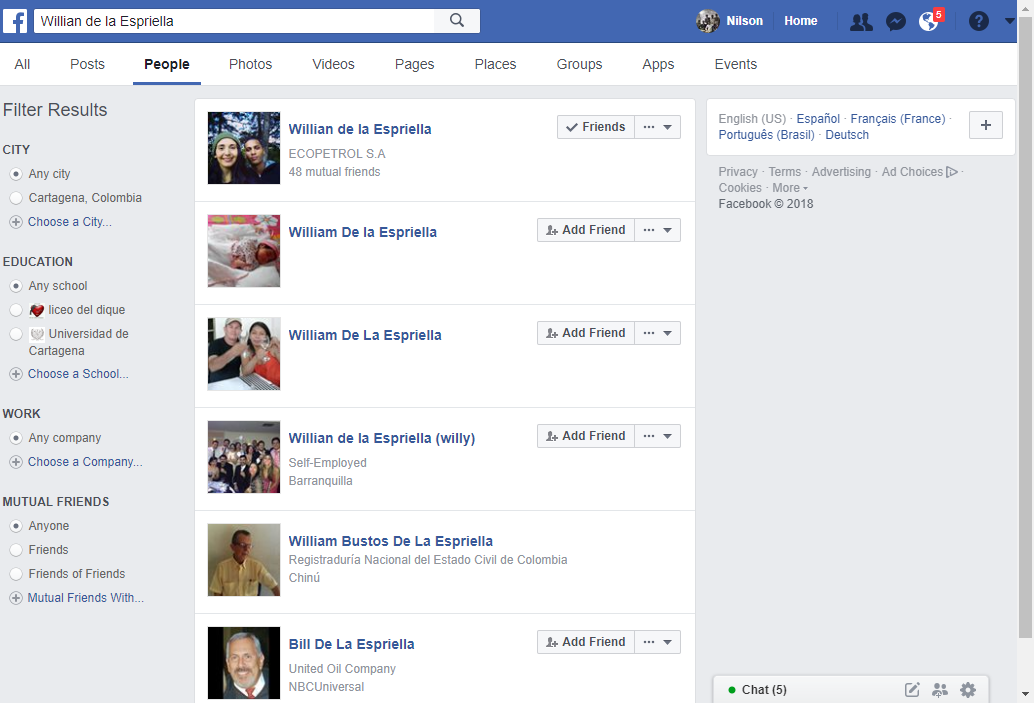 Willian de la Espriella
Nilson
Home
5
All
Posts
People
Photos
Videos
Pages
Places
Groups
Apps
Events
Filter Results
CITY
Any city
Cartagena, Colombia
Choose a City...
EDUCATION
Any school
liceo del dique
Universidad de
Cartagena
Choose a School...
WORK
Any company
Choose a Company...
MUTUAL FRIENDS
Anyone
Friends
Friends of Friends
Mutual Friends With...
Willian de la Espriella
Friends
ECOPETROL S.A
48 mutual friends
William De la Espriella
Add Friend
William De La Espriella
Add Friend
Willian de la Espriella (willy)
Add Friend
Self-Employed
Barranquilla
William Bustos De La Espriella
Registraduría Nacional del Estado Civil de Colombia
Chinú
Bill De La Espriella
Add Friend
United Oil Company
NBCUniversal
English (US) · Español · Français (France) ·
Português (Brasil) · Deutsch
Privacy · Terms · Advertising · Ad Choices ·
Cookies · More
Facebook © 2018
Chat (5)